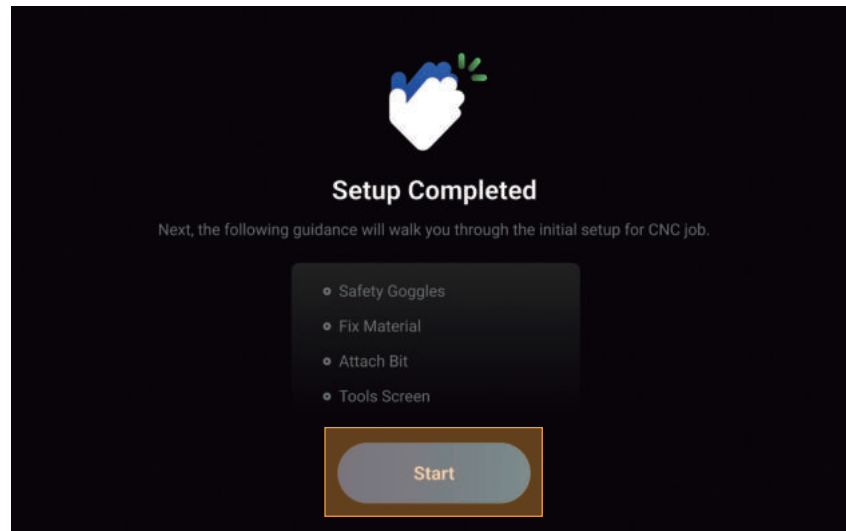 Setup Completed
Next, the following guidance will walk you through the initial setup for CNC job.
Safety Goggles
Fix Material
Attach Bit
Tools Screen
Start